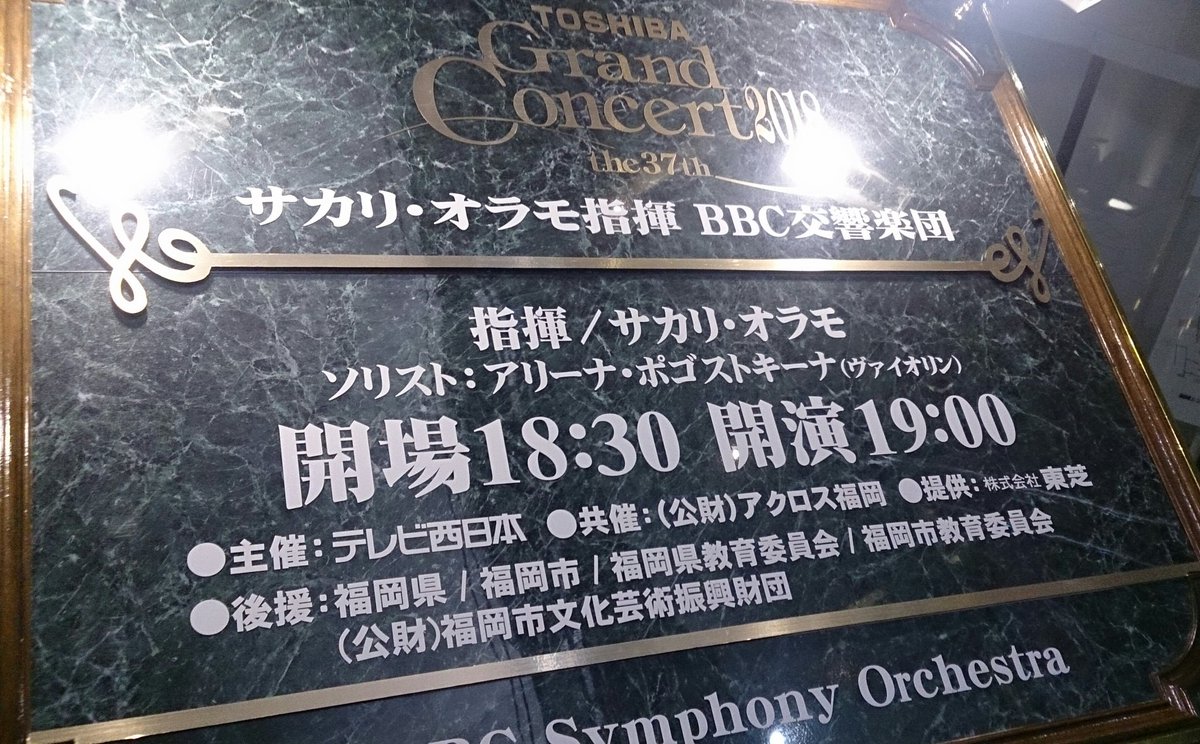 TOSHIBA
Grand
Concert 2018
the 37th
サカリ・オラモ指揮 BBC交響楽団
指揮/サカリ・オラモ
ソリスト:アリーナ・ポゴストキーナ(ヴァイオリン)
開場18:30 開演19:00
●主催:テレビ西日本 ●共催:(公財)アクロス福岡 ●提供:株式会社 東芝
●後援:福岡県/福岡市/福岡県教育委員会/福岡市教育委員会
(公財)福岡市文化芸術振興財団
Symphony Orchestra